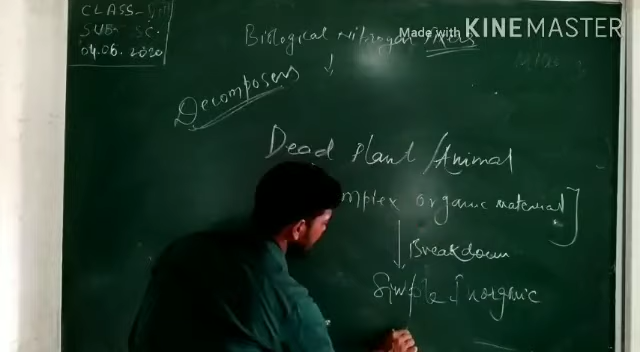 CLASS-VIII
SUB- SC.
04.06.2020
Made with KINEMASTER
Biological Nitrogen
Decomposers
Dead Plant/Animal
mplex organic material]
Breakdown
Simple Inorganic